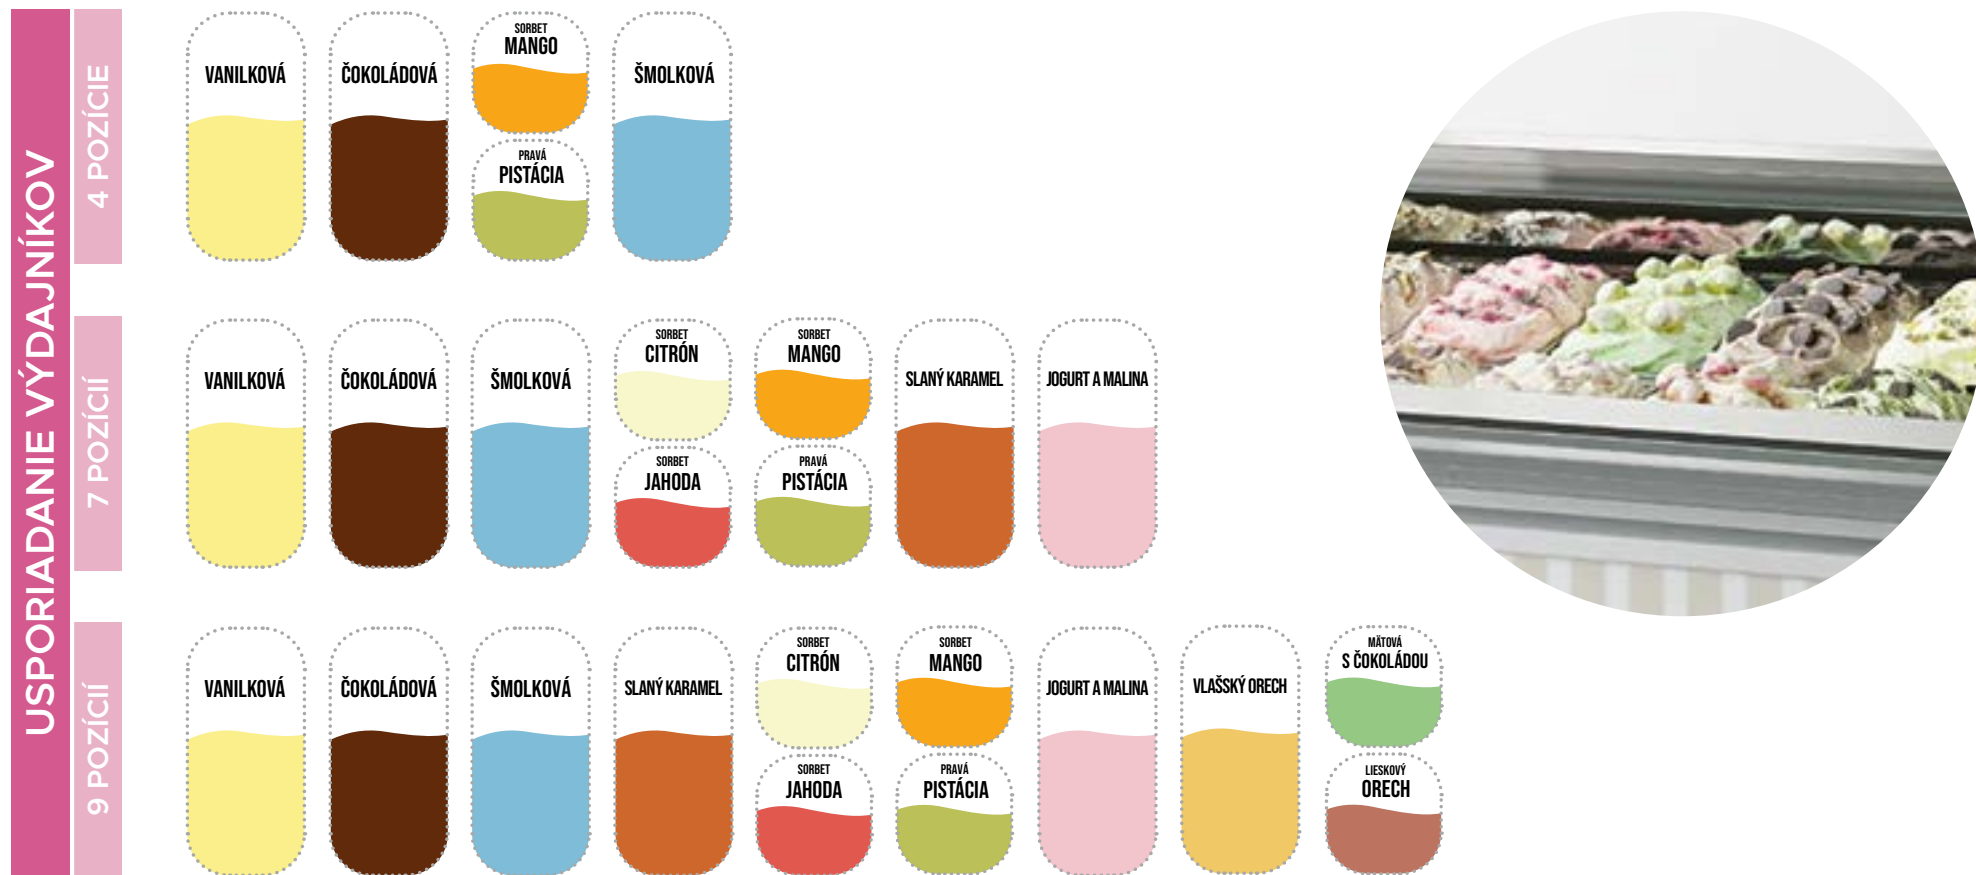 USPORIADANIE VÝDAJNÍKOV
4 POZÍCIE
VANILKOVÁ
ČOKOLÁDOVÁ
SORBET
MANGO
PRAVÁ
PISTÁCIA
ŠMOLKOVÁ
7 POZÍCIÍ
VANILKOVÁ
ČOKOLÁDOVÁ
ŠMOLKOVÁ
SORBET
CITRÓN
SORBET
JAHODA
SORBET
MANGO
PRAVÁ
PISTÁCIA
SLANÝ KARAMEL
JOGURT A MALINA
9 POZÍCIÍ
VANILKOVÁ
ČOKOLÁDOVÁ
ŠMOLKOVÁ
SLANÝ KARAMEL
SORBET
CITRÓN
SORBET
JAHODA
SORBET
MANGO
PRAVÁ
PISTÁCIA
JOGURT A MALINA
VLAŠSKÝ ORECH
MÄTOVÁ
S ČOKOLÁDOU
LIESKOVÝ
ORECH